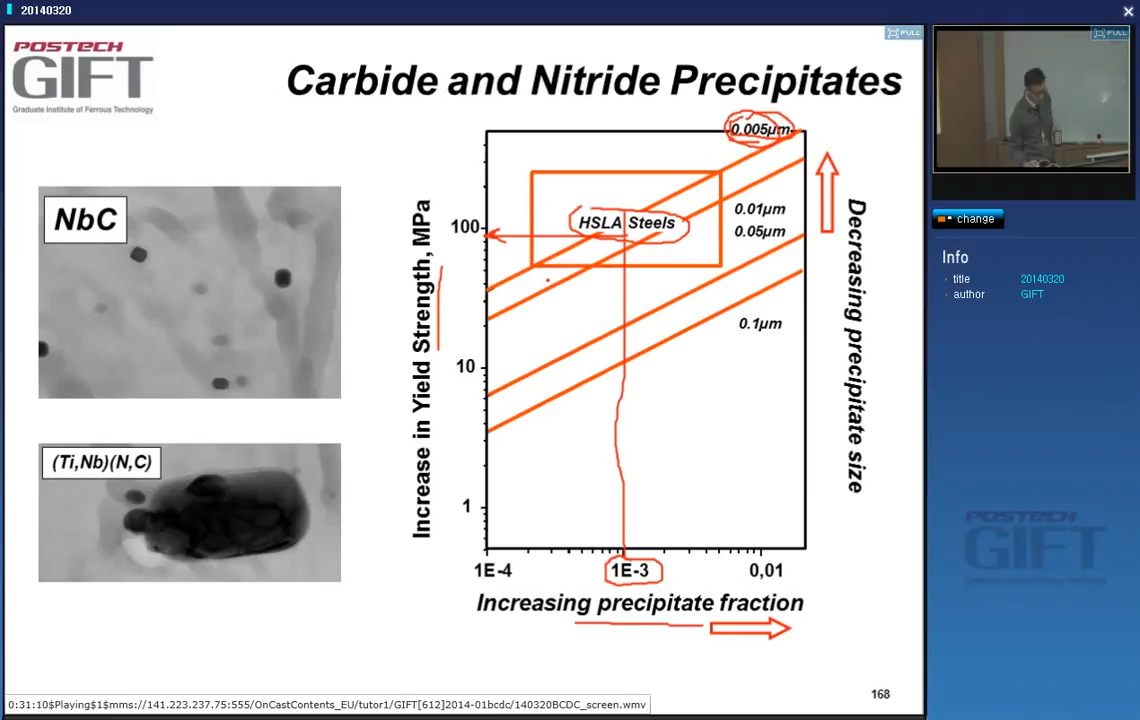 20140320
POSTECH
GIFT
Graduate Institute of Ferrous Technology
Carbide and Nitride Precipitates
FULL
FULL
NbC
(Ti,Nb)(N,C)
Increase in Yield Strength, MPa
100
10
1
0.005µm
HSLA Steels
0.01µm
0.05µm
0.1µm
Decreasing precipitate size
1E-4
1E-3
0,01
Increasing precipitate fraction
168
change
Info
title
20140320
author
GIFT
POSTECH
GIFT
0:31:10$Playing$1$mms://141.223.237.75:555/OnCastContents_EU/tutor1/GIFT[612]2014-01bcdc/140320BCDC_screen.wmv